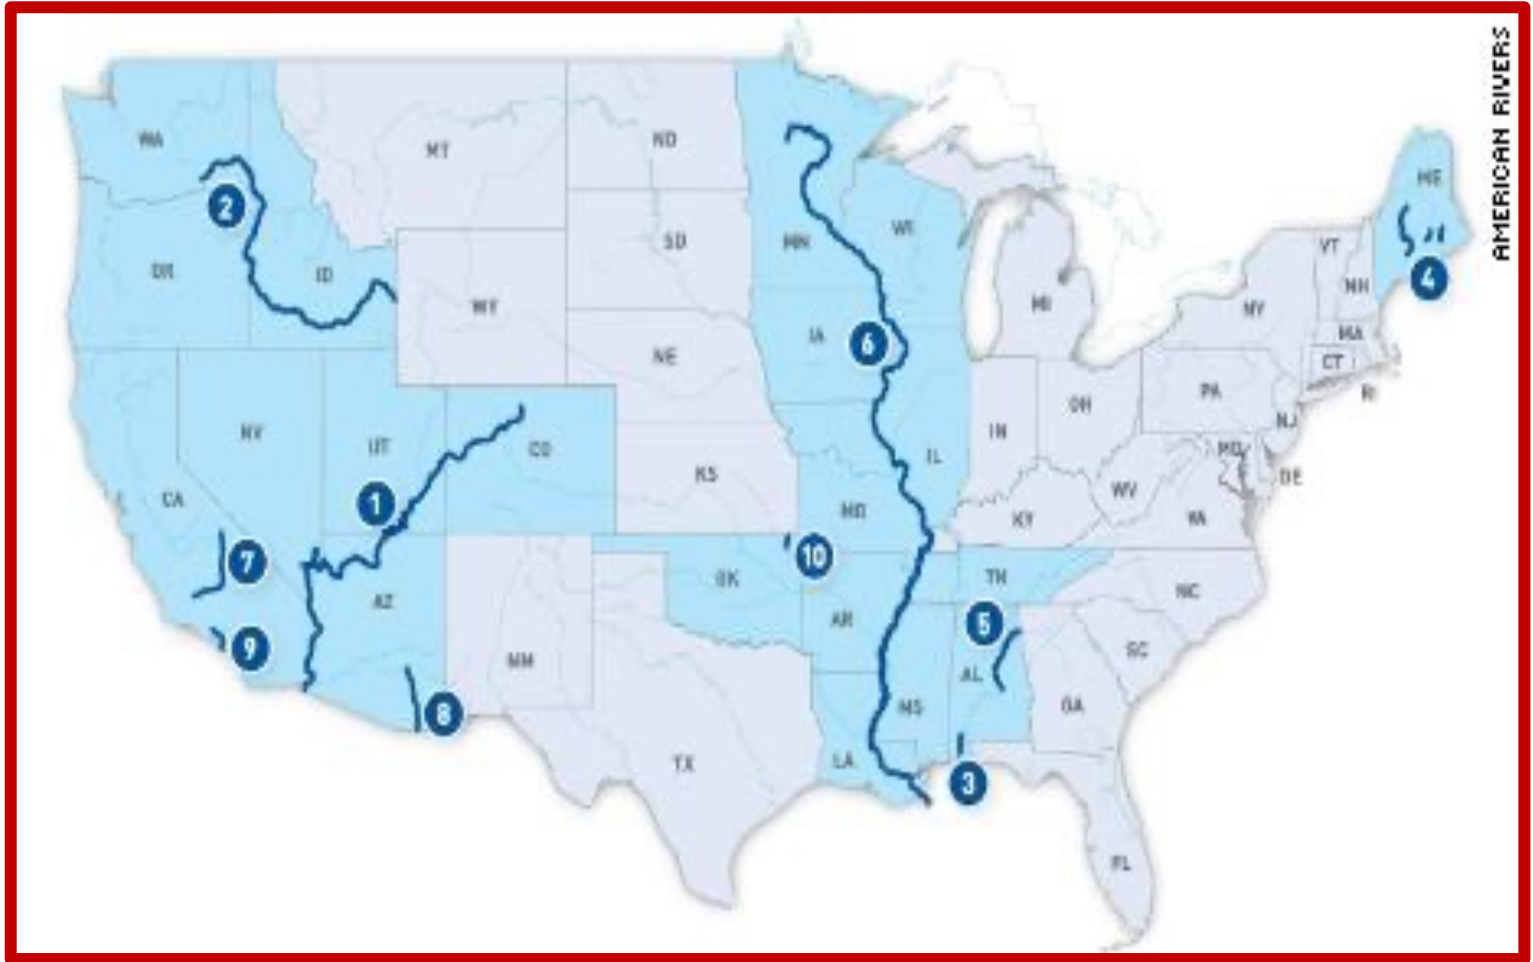 AMERICAN RIVERS
WA
MT
ND
ME
2
OR
ID
SD
MN
WI
VT
4
WY
MI
NY
NH
IA
6
MA
NE
CT
PA
RI
OH
NV
UT
CO
IN
NJ
IL
MD
KS
DE
CA
1
WV
MO
KY
VA
7
10
OK
TN
AZ
NC
AR
5
9
SC
NM
AL
8
MS
GA
LA
TX
3
FL